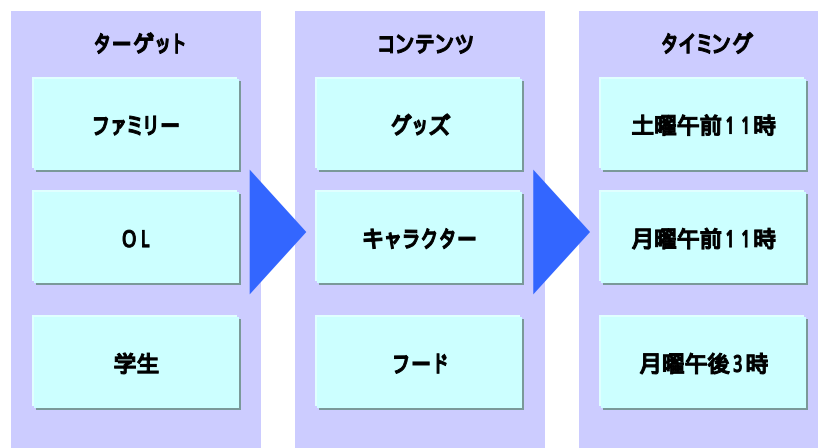 ターゲット
ファミリー
OL
学生
コンテンツ
グッズ
キャラクター
フード
タイミング
土曜午前11時
月曜午前11時
月曜午後3時